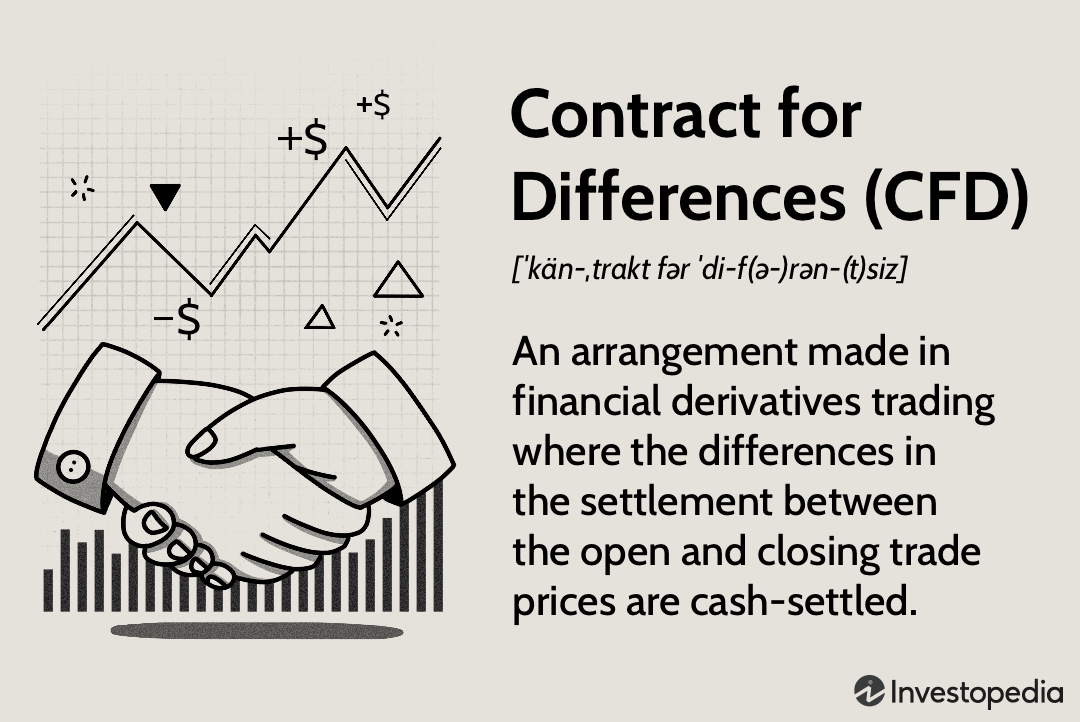 +$
+$
-$
Contract for
Differences (CFD)
[ˈkän-ˌtrakt fər ˈdi-f(ə-)rən-(t)siz]
An arrangement made in
financial derivatives trading
where the differences in
the settlement between
the open and closing trade
prices are cash-settled.
Investopedia